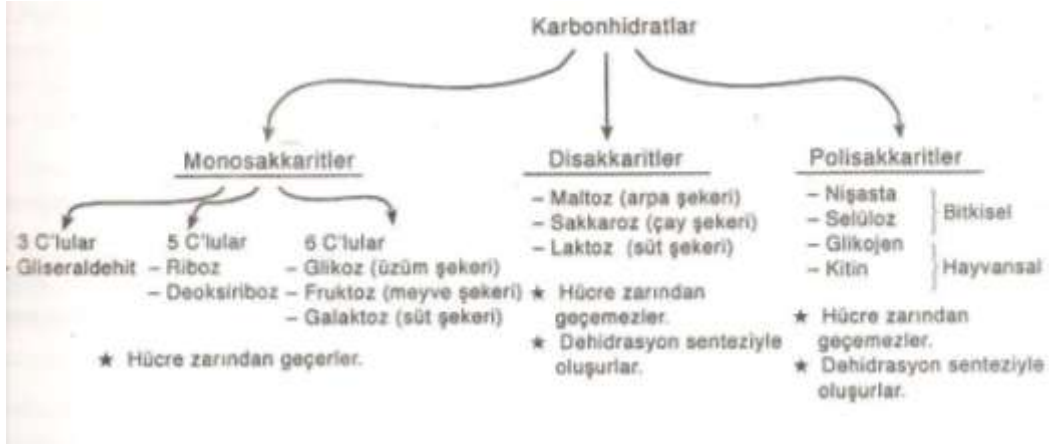 Karbonhidratlar
Monosakkaritler
3 C'lular
- Gliseraldehit
5 C'lular
– Riboz
– Deoksiriboz
6 C'lular
– Glikoz (üzüm şekeri)
– Fruktoz (meyve şekeri)
– Galaktoz (süt şekeri)
★ Hücre zarından geçerler.
Disakkaritler
– Maltoz (arpa şekeri)
– Sakkaroz (çay şekeri)
– Laktoz (süt şekeri)
★ Hücre zarından
geçemezler.
★ Dehidrasyon senteziyle
oluşurlar.
Polisakkaritler
– Nişasta
– Selüloz
Bitkisel
– Glikojen
– Kitin
Hayvansal
★ Hücre zarından
geçemezler.
★ Dehidrasyon senteziyle
oluşurlar.